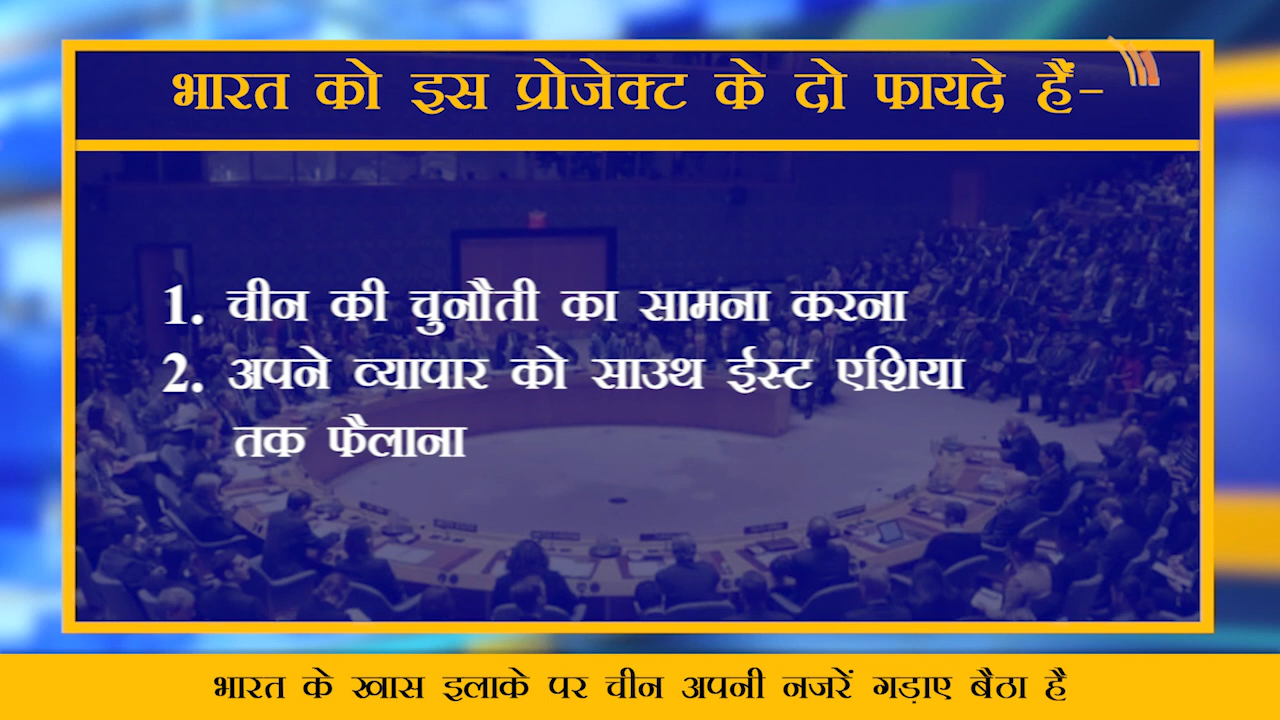 भारत को इस प्रोजेक्ट के दो फायदे हैं-
1. चीन की चुनौती का सामना करना
2. अपने व्यापार को साउथ ईस्ट एशिया
तक फैलाना
भारत के खास इलाके पर चीन अपनी नजरें गड़ाए बैठा है